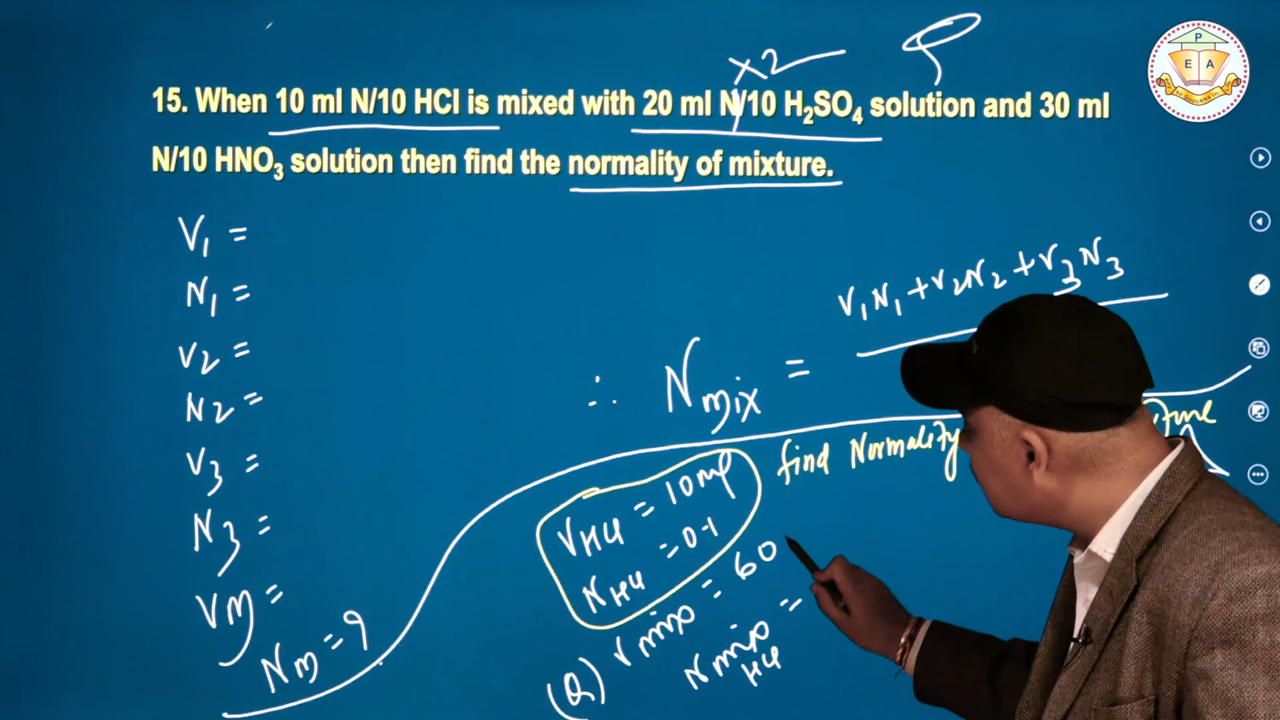 ×2
15. When 10 ml N/10 HCl is mixed with 20 ml N/10 H₂SO₄ solution and 30 ml
N/10 HNO₃ solution then find the normality of mixture.
V₁ =
N₁ =
V₂ =
N₂ =
V₃ =
N₃ =
VM =
NM = ?
V₁N₁ + V₂N₂ + V₃N₃
∴ Nmix =
find Normality
VHCl = 10ml
NHCl = 0.1
(Q) Vmix = 60
Nmix HCl =
P
E A